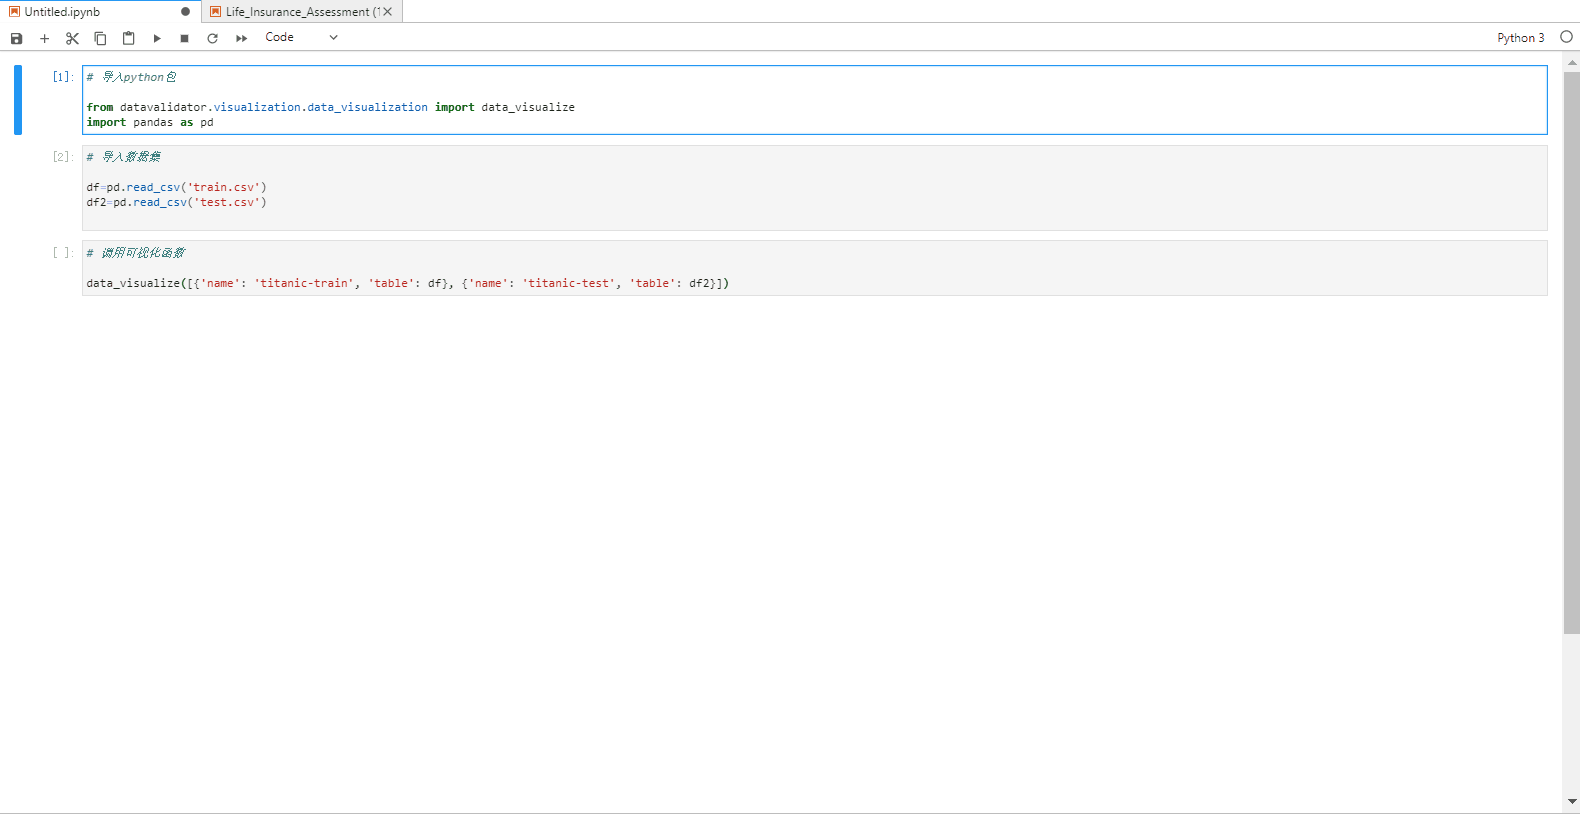 Untitled.ipynb
Life_Insurance_Assessment (1
Code
Python 3
[1]:
# 导入python包
from datavalidator.visualization.data_visualization import data_visualize
import pandas as pd
[2]:
# 导入数据集
df=pd.read_csv('train.csv')
df2=pd.read_csv('test.csv')
[ ]:
# 调用可视化函数
data_visualize([{'name': 'titanic-train', 'table': df}, {'name': 'titanic-test', 'table': df2}])